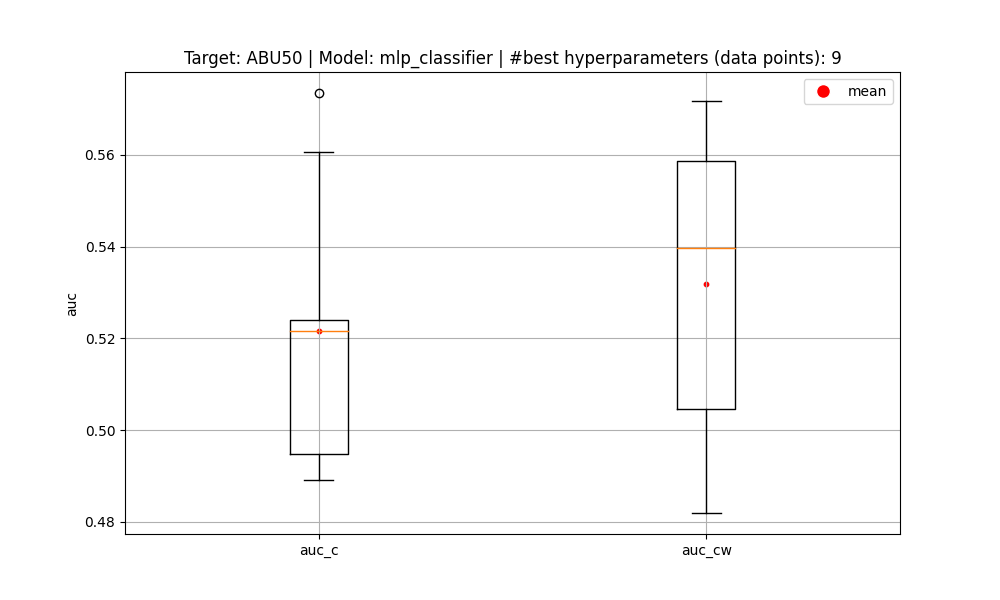 Target: ABU50 | Model: mlp_classifier | #best hyperparameters (data points): 9
mean
0.56
0.54
0.52
0.50
0.48
auc
auc_c
auc_cw